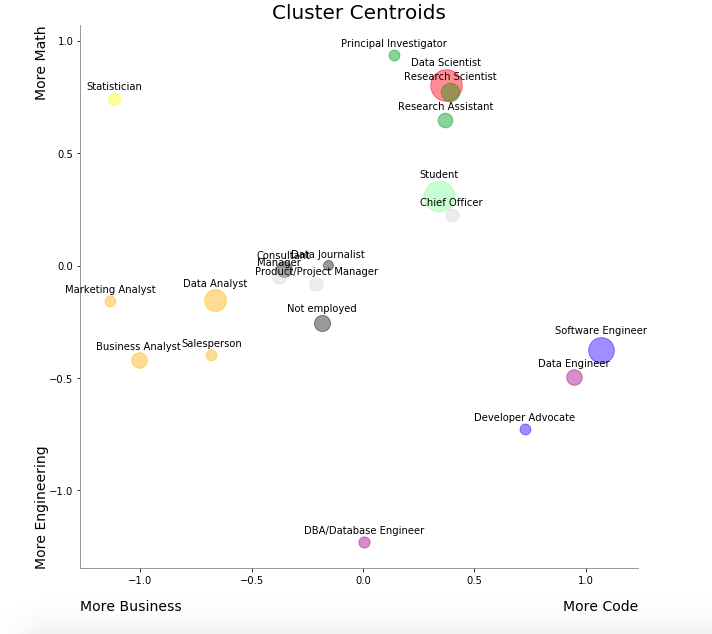 Cluster Centroids
More Math
More Engineering
1.0
0.5
0.0
−0.5
−1.0
Principal Investigator
Data Scientist
Research Scientist
Statistician
Research Assistant
Student
Chief Officer
Consultant
Data Journalist
Manager
Product/Project Manager
Marketing Analyst
Data Analyst
Not employed
Software Engineer
Business Analyst
Salesperson
Data Engineer
Developer Advocate
DBA/Database Engineer
−1.0
−0.5
0.0
0.5
1.0
More Business
More Code